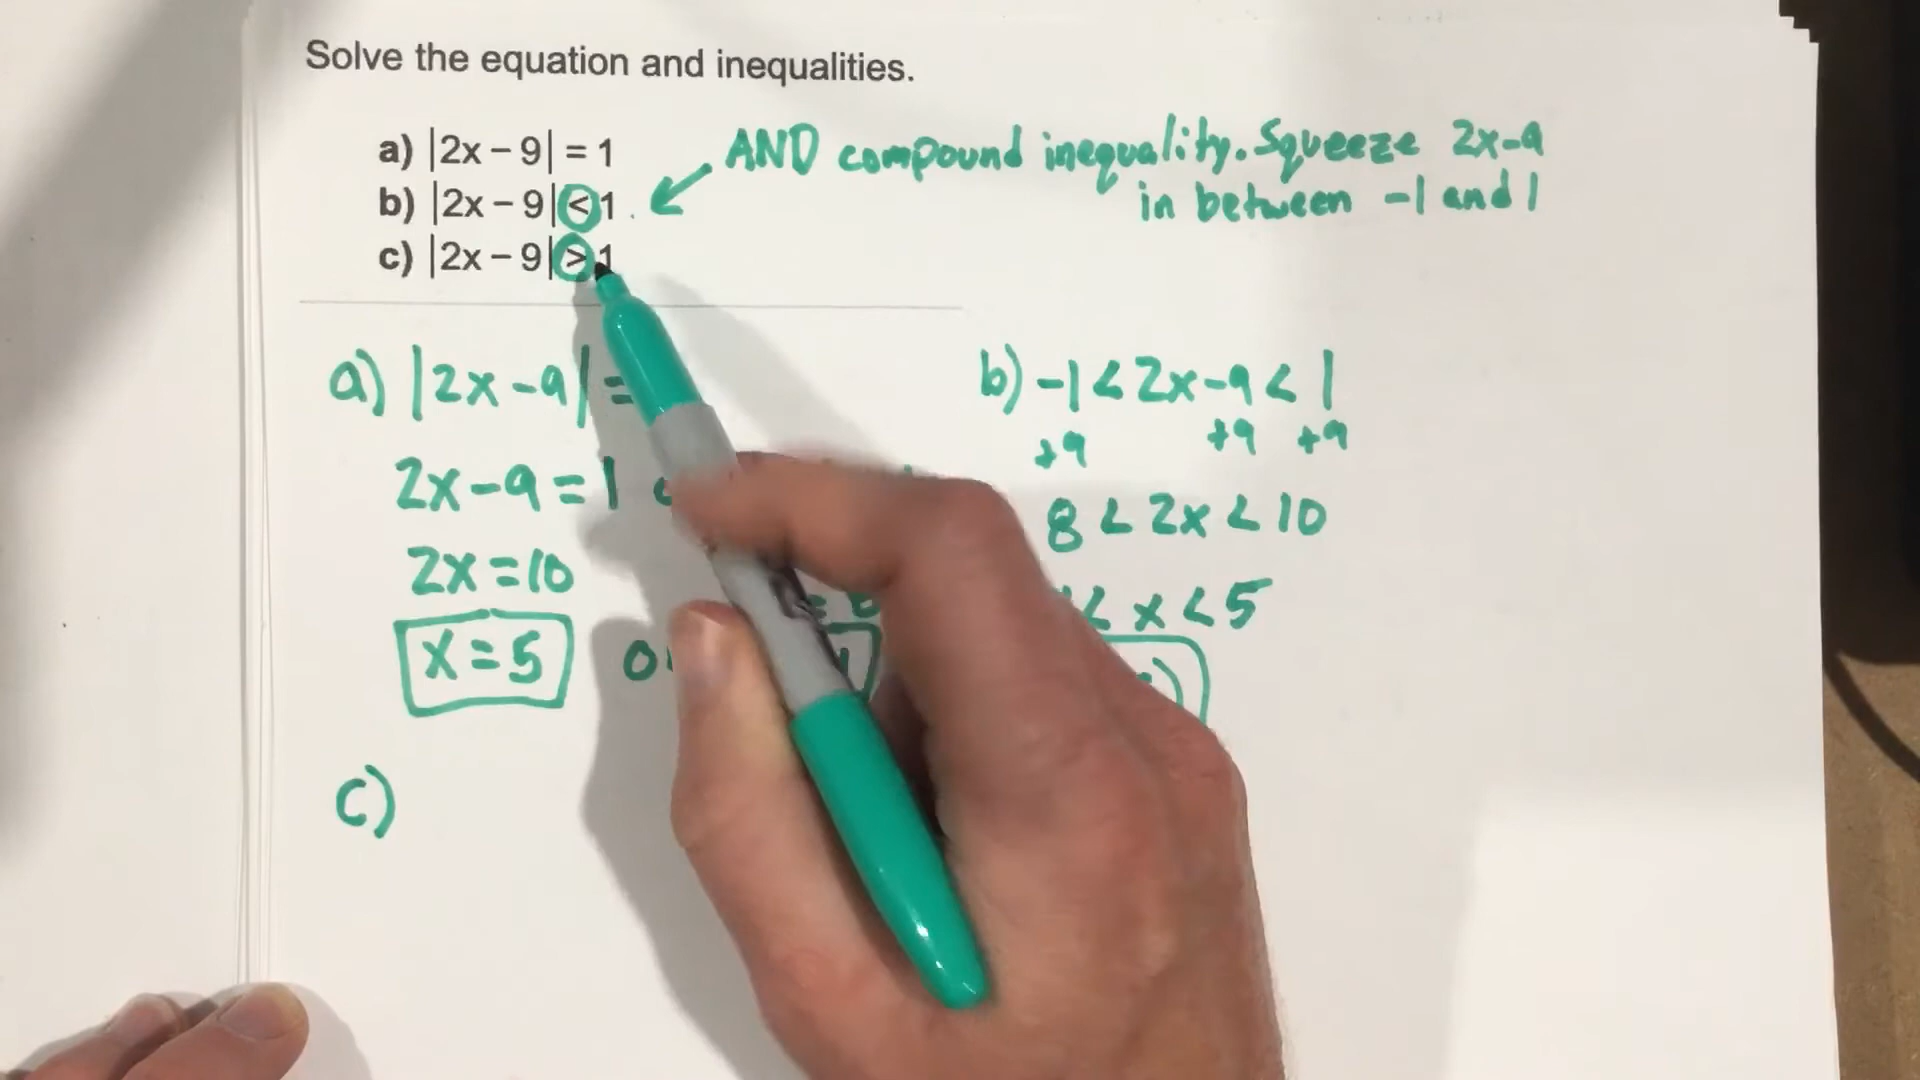 Solve the equation and inequalities.
a) |2x − 9| = 1
b) |2x − 9| < 1
c) |2x − 9| > 1
AND compound inequality. Squeeze 2x-9
in between -1 and 1
a) |2x-9| =
2x-9=1
2x=10
x=5
b) -1<2x-9<1
+9 +9 +9
8<2x<10
< x<5
c)